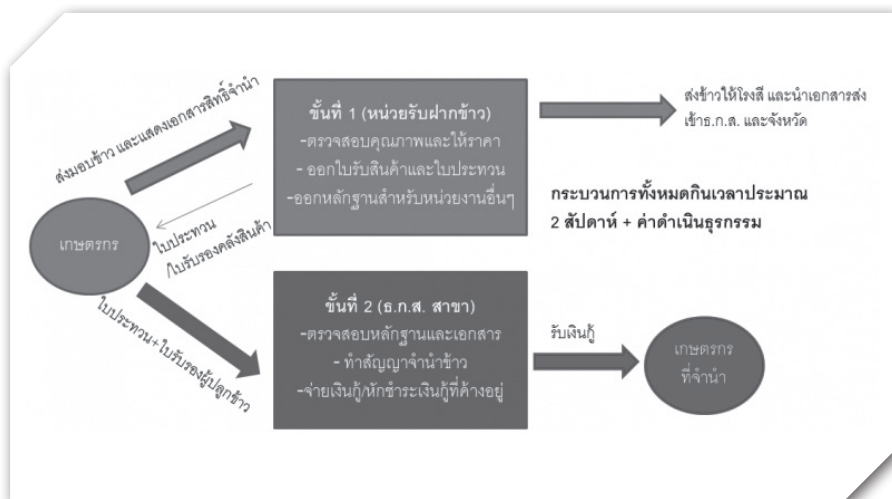 ส่งมอบข้าว และแสดงเอกสารสิทธิ์จำนำ
ขั้นที่ 1 (หน่วยรับฝากข้าว)
-ตรวจสอบคุณภาพและให้ราคา
- ออกใบรับสินค้าและใบประทวน
-ออกหลักฐานสำหรับหน่วยงานอื่นๆ
ส่งข้าวให้โรงสี และนำเอกสารส่ง
เข้าธ.ก.ส. และจังหวัด
กระบวนการทั้งหมดกินเวลาประมาณ
2 สัปดาห์ + ค่าดำเนินธุรกรรม
เกษตรกร
ใบประทวน
/ใบรับรองคลังสินค้า
ใบประทวน+ใบรับรองผู้ปลูกข้าว
ขั้นที่ 2 (ธ.ก.ส. สาขา)
-ตรวจสอบหลักฐานและเอกสาร
- ทำสัญญาจำนำข้าว
-จ่ายเงินกู้/หักชำระเงินกู้ที่ค้างอยู่
รับเงินกู้
เกษตรกร
ที่จำนำ